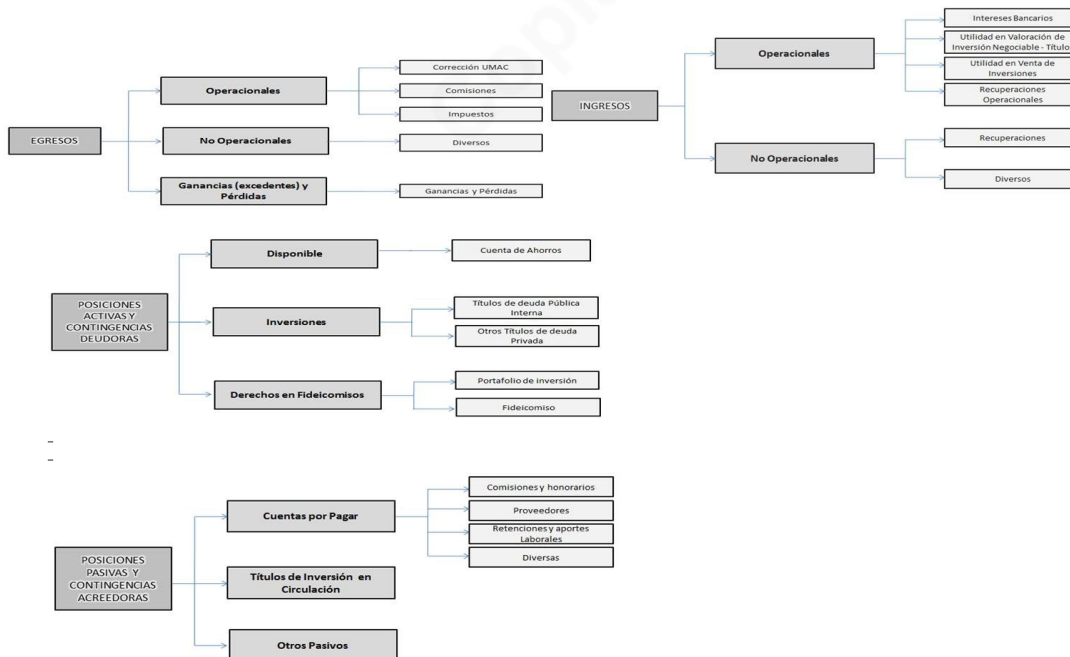 EGRESOS
Operacionales
Corrección UMAC
Comisiones
Impuestos
No Operacionales
Diversos
Ganancias (excedentes) y
Pérdidas
Ganancias y Pérdidas
INGRESOS
Operacionales
Intereses Bancarios
Utilidad en Valoración de
Inversión Negociable - Título
Utilidad en Venta de
Inversiones
Recuperaciones
Operacionales
No Operacionales
Recuperaciones
Diversos
POSICIONES
ACTIVAS Y
CONTINGENCIAS
DEUDORAS
Disponible
Cuenta de Ahorros
Inversiones
Títulos de deuda Pública
Interna
Otros Títulos de deuda
Privada
Derechos en Fideicomisos
Portafolio de inversión
Fideicomiso
POSICIONES
PASIVAS Y
CONTINGENCIAS
ACREEDORAS
Cuentas por Pagar
Comisiones y honorarios
Proveedores
Retenciones y aportes
Laborales
Diversas
Títulos de Inversión en
Circulación
Otros Pasivos